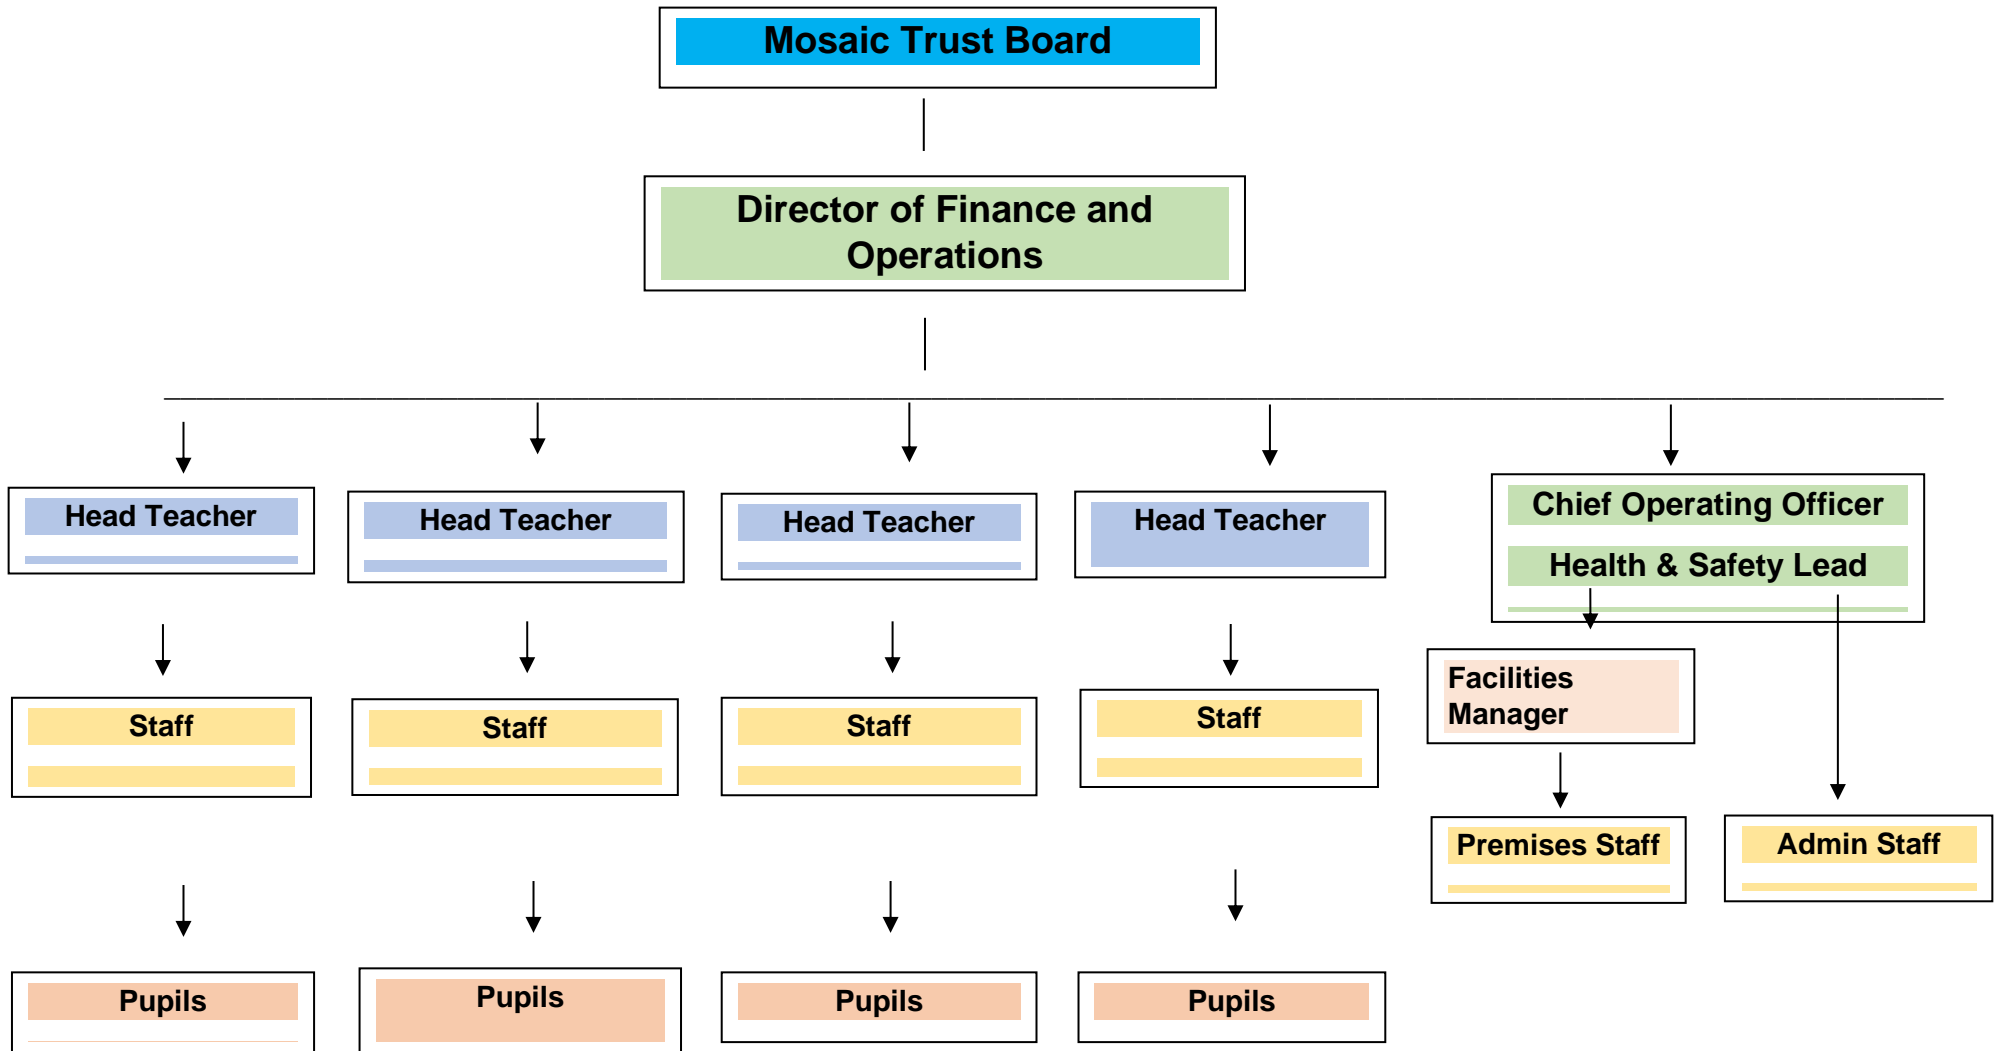 Mosaic Trust Board
Director of Finance and
Operations
Head Teacher
Head Teacher
Head Teacher
Head Teacher
Chief Operating Officer
Health & Safety Lead
Facilities
Manager
Staff
Staff
Staff
Staff
Premises Staff
Admin Staff
Pupils
Pupils
Pupils
Pupils